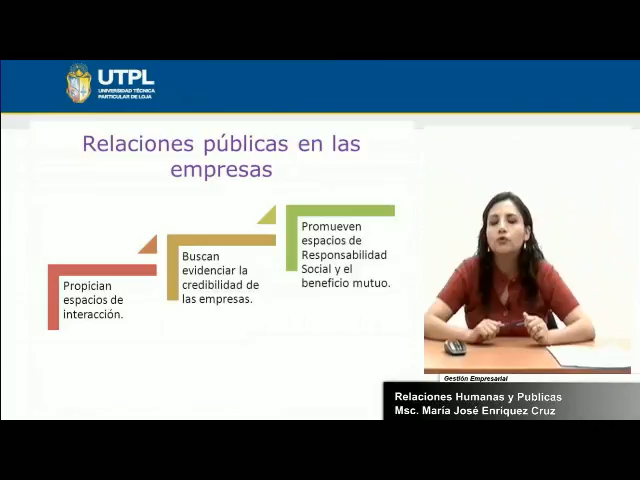 UTPL
UNIVERSIDAD TÉCNICA
PARTICULAR DE LOJA
Relaciones públicas en las
empresas
Propician
espacios de
interacción.
Buscan
evidenciar la
credibilidad de
las empresas.
Promueven
espacios de
Responsabilidad
Social y el
beneficio mutuo.
Gestión Empresarial
Relaciones Humanas y Publicas
Msc. María José Enríquez Cruz